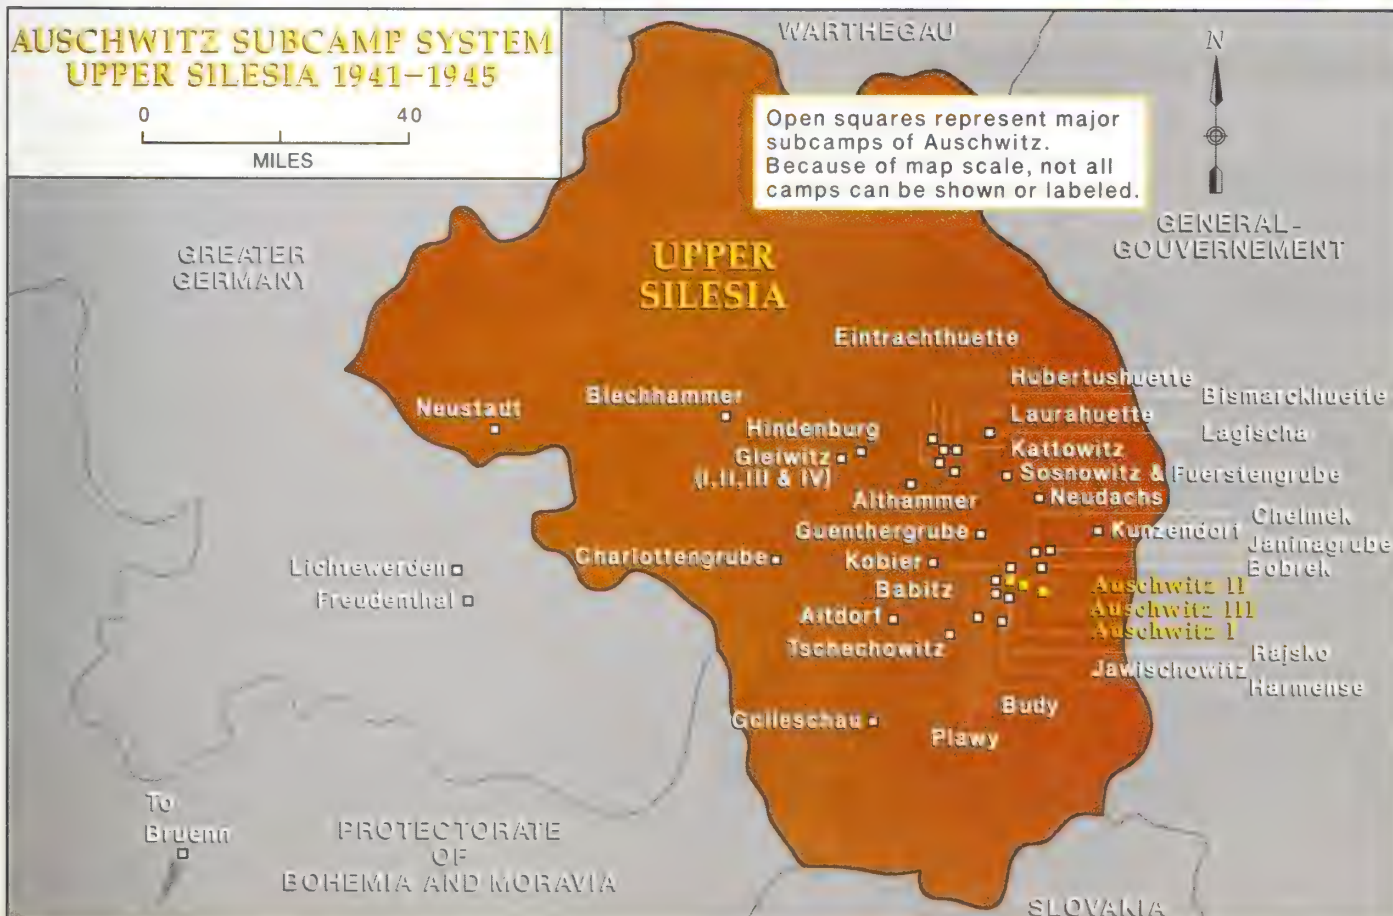 AUSCHWITZ SUBCAMP SYSTEM
UPPER SILESIA 1941–1945
0 40
MILES
WARTHEGAU
N
Open squares represent major
subcamps of Auschwitz.
Because of map scale, not all
camps can be shown or labeled.
GREATER
GERMANY
GENERAL-
GOUVERNEMENT
UPPER
SILESIA
Eintrachthuette
Hubertushuette
Bismarckhuette
Blechhammer
Neustadt
Laurahuette
Hindenburg
Lagischa
Gleiwitz
(I,II,III & IV)
Kattowitz
Sosnowitz & Fuerstengrube
Althammer
Neudachs
Chelmek
Guenthergrube
Kunzendorf
Janinagrube
Charlottengrube
Kobier
Bobrek
Lichtewerden
Freudenthal
Babitz
Auschwitz II
Auschwitz III
Auschwitz I
Altdorf
Tschechowitz
Rajsko
Jawischowitz
Harmense
Budy
Golleschau
Plawy
To
Bruenn
PROTECTORATE
OF
BOHEMIA AND MORAVIA
SLOVAKIA